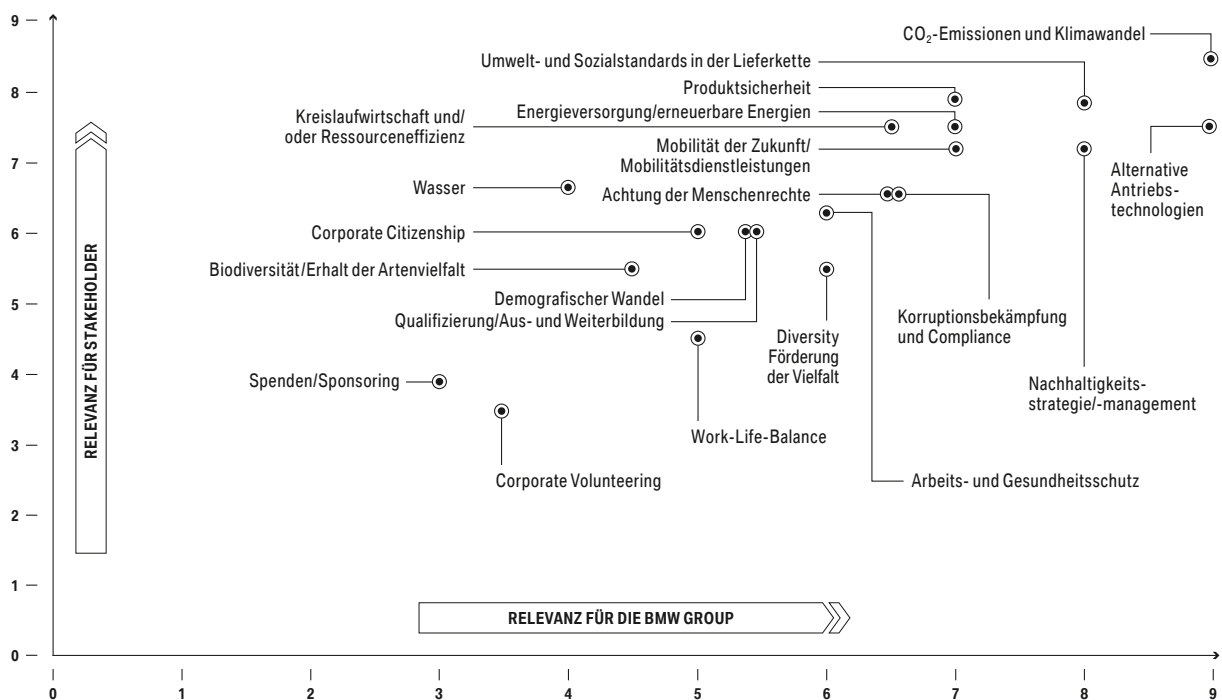 9
CO₂-Emissionen und Klimawandel
Umwelt- und Sozialstandards in der Lieferkette
8
Produktsicherheit
Energieversorgung/erneuerbare Energien
Kreislaufwirtschaft und/
oder Ressourceneffizienz
7
Mobilität der Zukunft/
Mobilitätsdienstleistungen
Alternative
Antriebs-
technologien
Wasser
Achtung der Menschenrechte
6
Corporate Citizenship
Biodiversität/Erhalt der Artenvielfalt
5
Demografischer Wandel
Qualifizierung/Aus- und Weiterbildung
Diversity
Förderung
der Vielfalt
Korruptionsbekämpfung
und Compliance
4
Spenden/Sponsoring
Nachhaltigkeits-
strategie/-management
RELEVANZ FÜR STAKEHOLDER
3
Work-Life-Balance
Corporate Volunteering
Arbeits- und Gesundheitsschutz
2
1
RELEVANZ FÜR DIE BMW GROUP
0
0 1 2 3 4 5 6 7 8 9